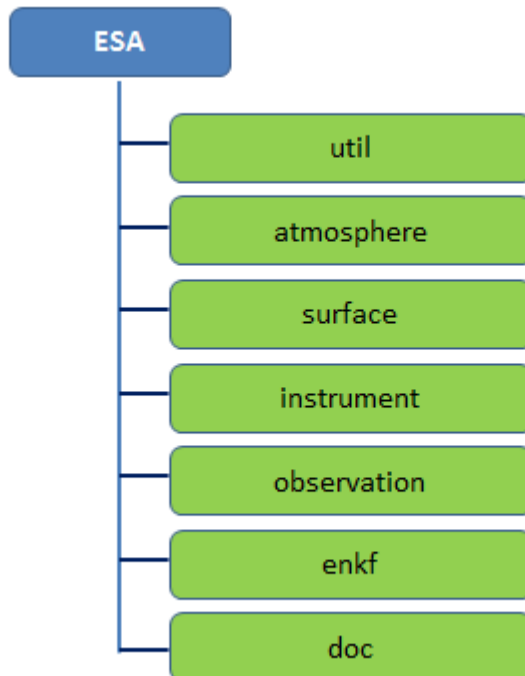 ESA
util
atmosphere
surface
instrument
observation
enkf
doc